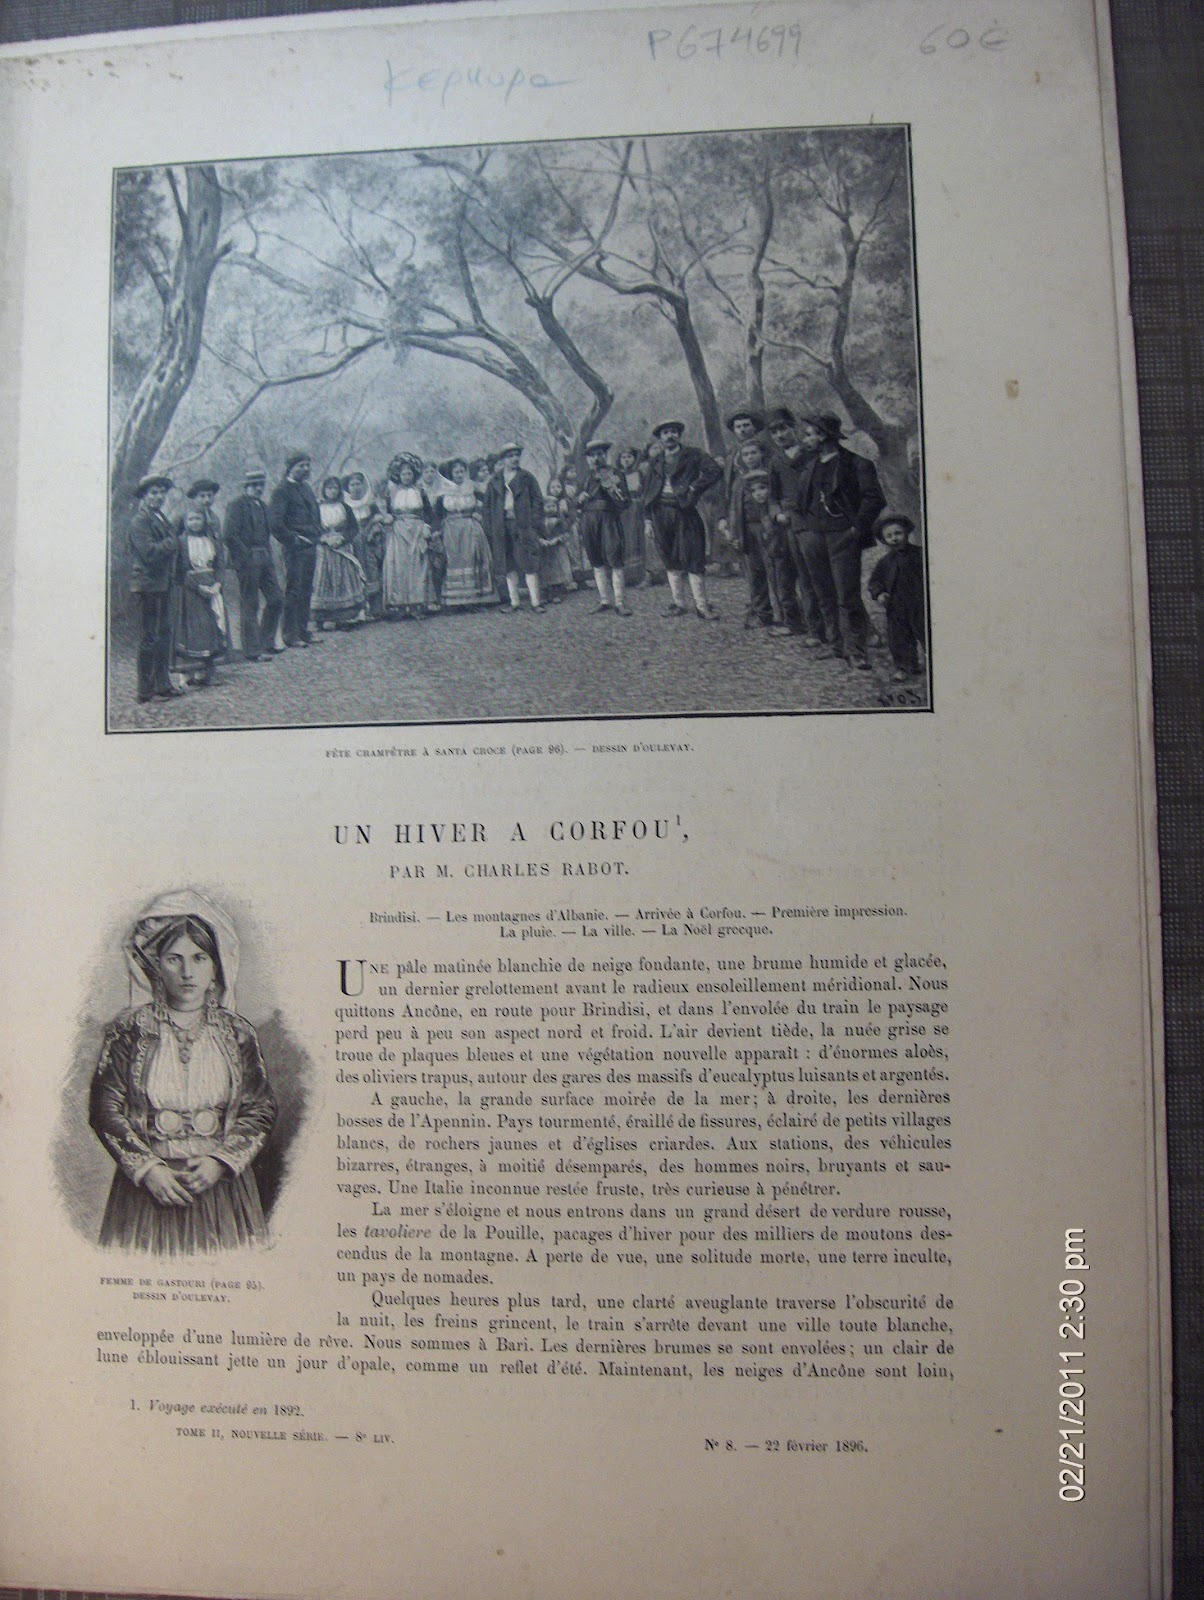 Κερκυρα
P674699
60€
FÊTE CHAMPÊTRE À SANTA CROCE (PAGE 96). — DESSIN D'OULEVAY.
UN HIVER A CORFOU¹,
PAR M. CHARLES RABOT.
Brindisi. — Les montagnes d'Albanie. — Arrivée à Corfou. — Première impression.
La pluie. — La ville. — La Noël grecque.
UNE pâle matinée blanchie de neige fondante, une brume humide et glacée,
un dernier grelottement avant le radieux ensoleillement méridional. Nous
quittons Ancône, en route pour Brindisi, et dans l'envolée du train le paysage
perd peu à peu son aspect nord et froid. L'air devient tiède, la nuée grise se
troue de plaques bleues et une végétation nouvelle apparaît : d'énormes aloès,
des oliviers trapus, autour des gares des massifs d'eucalyptus luisants et argentés.
A gauche, la grande surface moirée de la mer; à droite, les dernières
bosses de l'Apennin. Pays tourmenté, éraillé de fissures, éclairé de petits villages
blancs, de rochers jaunes et d'églises criardes. Aux stations, des véhicules
bizarres, étranges, à moitié désemparés, des hommes noirs, bruyants et sau-
vages. Une Italie inconnue restée fruste, très curieuse à pénétrer.
La mer s'éloigne et nous entrons dans un grand désert de verdure rousse,
les tavoliere de la Pouille, pacages d'hiver pour des milliers de moutons des-
cendus de la montagne. A perte de vue, une solitude morte, une terre inculte,
un pays de nomades.
Quelques heures plus tard, une clarté aveuglante traverse l'obscurité de
la nuit, les freins grincent, le train s'arrête devant une ville toute blanche,
enveloppée d'une lumière de rêve. Nous sommes à Bari. Les dernières brumes se sont envolées; un clair de
lune éblouissant jette un jour d'opale, comme un reflet d'été. Maintenant, les neiges d'Ancône sont loin,
FEMME DE GASTOURI (PAGE 95).
DESSIN D'OULEVAY.
1. Voyage exécuté en 1892.
TOME II, NOUVELLE SÉRIE. — 8ᵉ LIV.
Nº 8. — 22 février 1896.
02/21/2011 2:30 pm